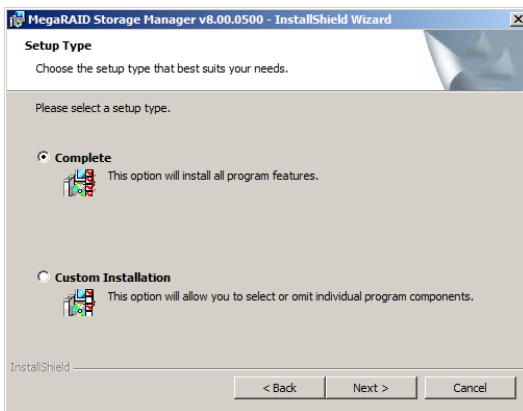 MegaRAID Storage Manager v8.00.0500 - InstallShield Wizard
Setup Type
Choose the setup type that best suits your needs.
Please select a setup type.
Complete
This option will install all program features.
Custom Installation
This option will allow you to select or omit individual program components.
InstallShield
< Back Next > Cancel